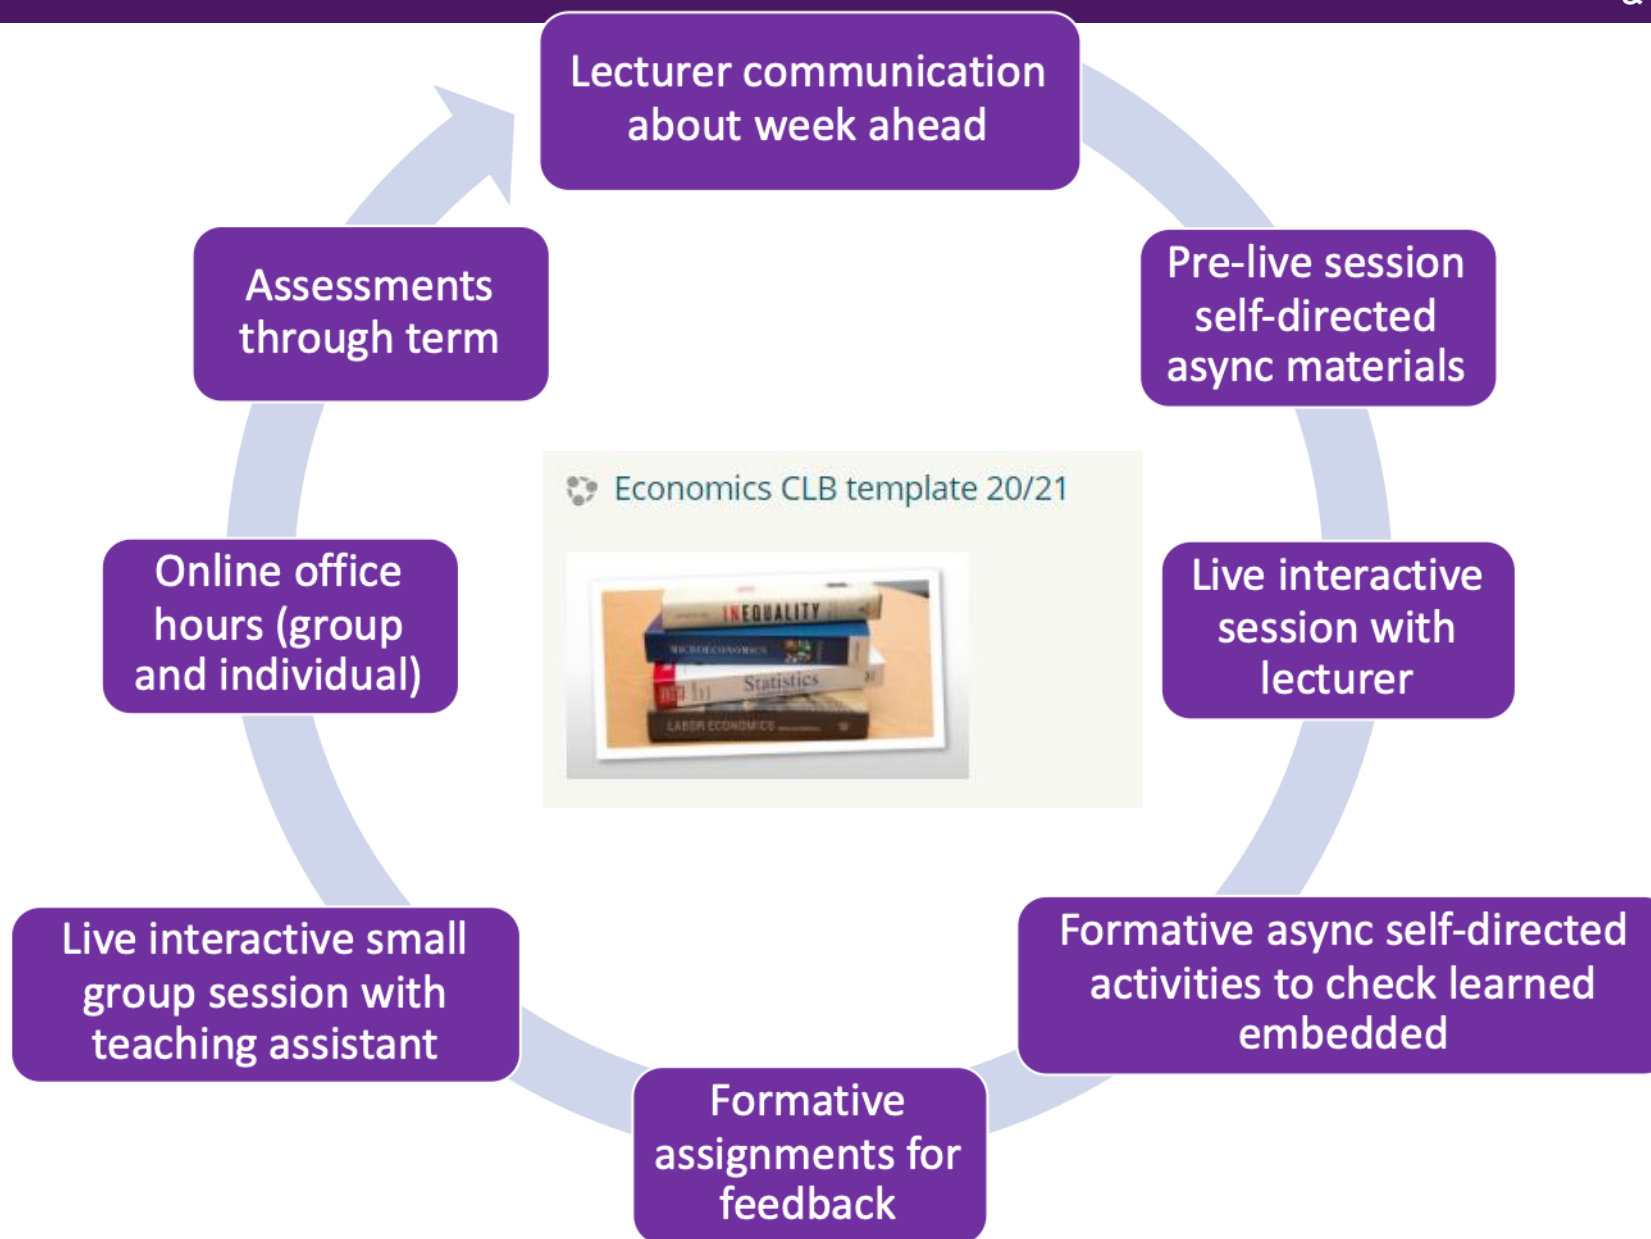 Lecturer communication
about week ahead
Pre-live session
self-directed
async materials
Live interactive
session with
lecturer
Formative async self-directed
activities to check learned
embedded
Formative
assignments for
feedback
Live interactive small
group session with
teaching assistant
Online office
hours (group
and individual)
Assessments
through term
Economics CLB template 20/21
INEQUALITY
MICROECONOMICS
Statistics
LABOR ECONOMICS